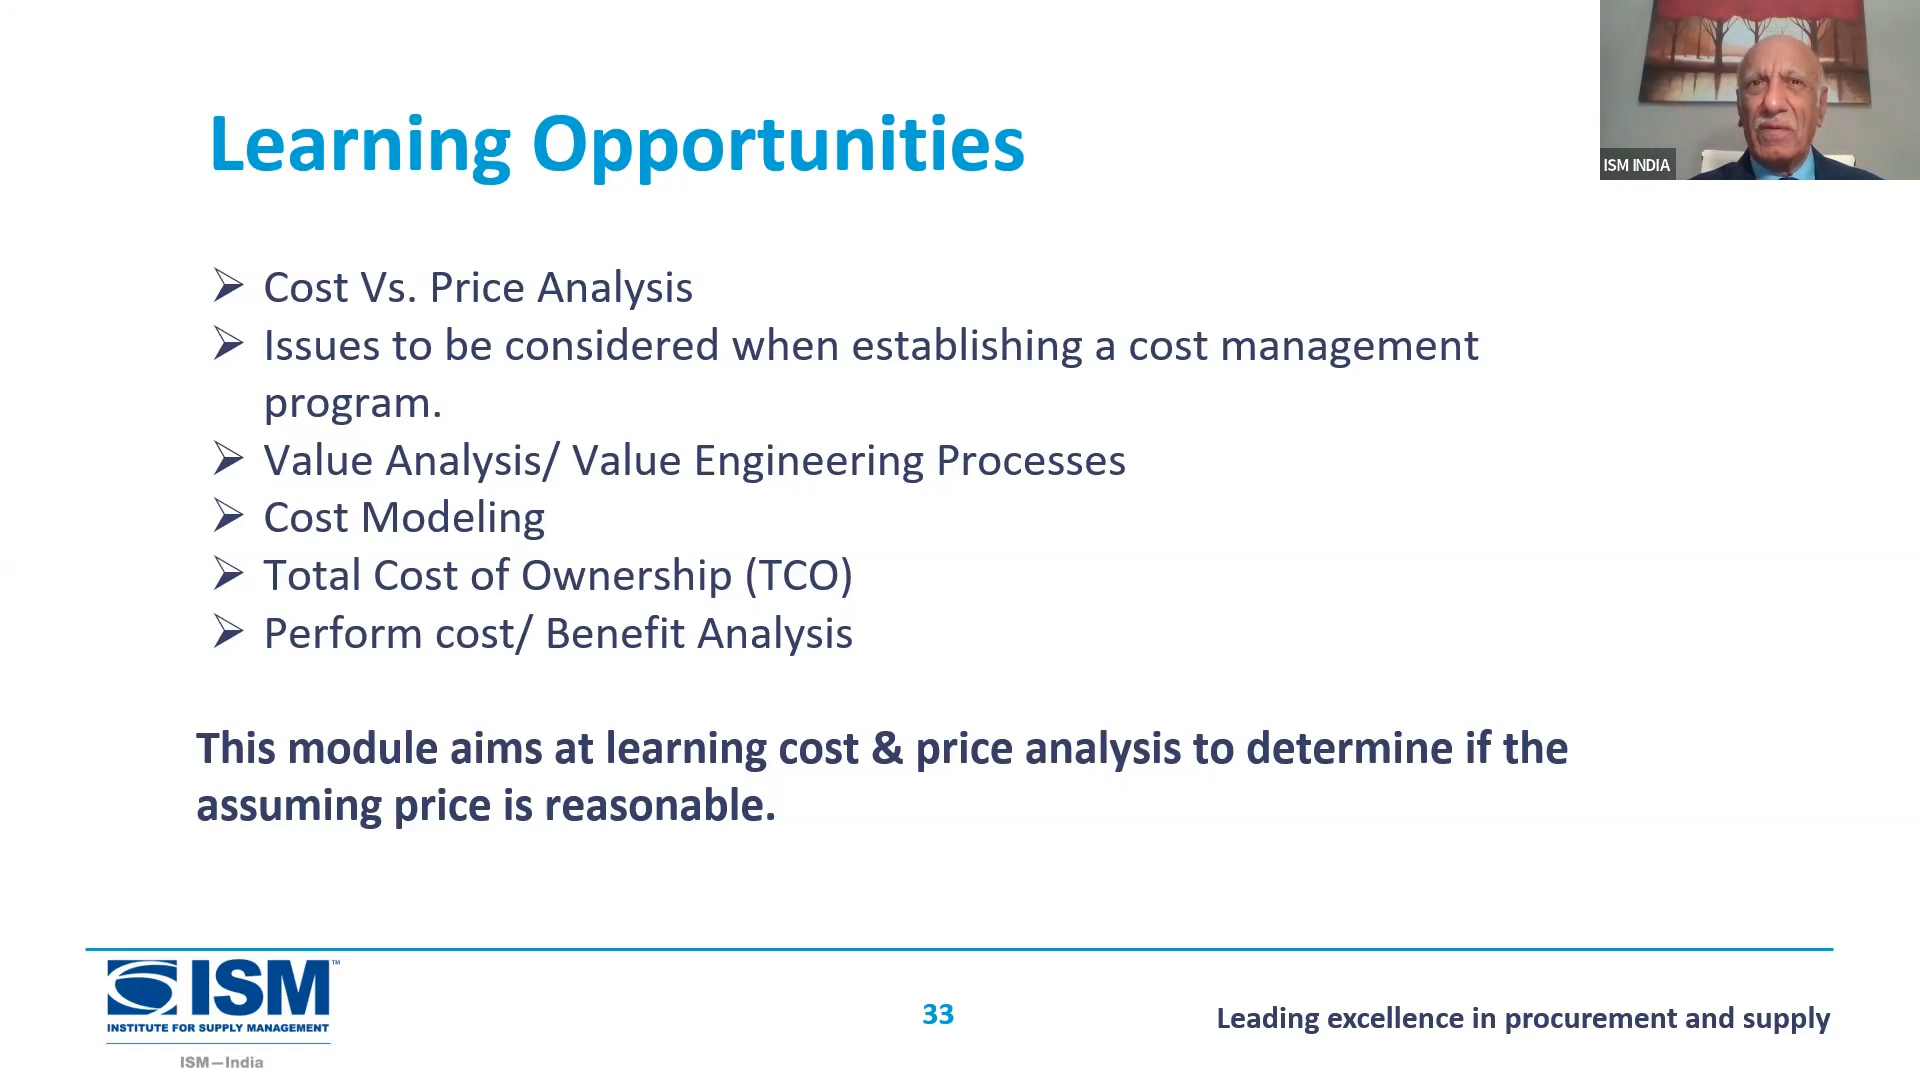 Learning Opportunities
ISM INDIA
➢ Cost Vs. Price Analysis
➢ Issues to be considered when establishing a cost management
program.
➢ Value Analysis/ Value Engineering Processes
➢ Cost Modeling
➢ Total Cost of Ownership (TCO)
➢ Perform cost/ Benefit Analysis
This module aims at learning cost & price analysis to determine if the
assuming price is reasonable.
ISM™
INSTITUTE FOR SUPPLY MANAGEMENT
ISM—India
33
Leading excellence in procurement and supply